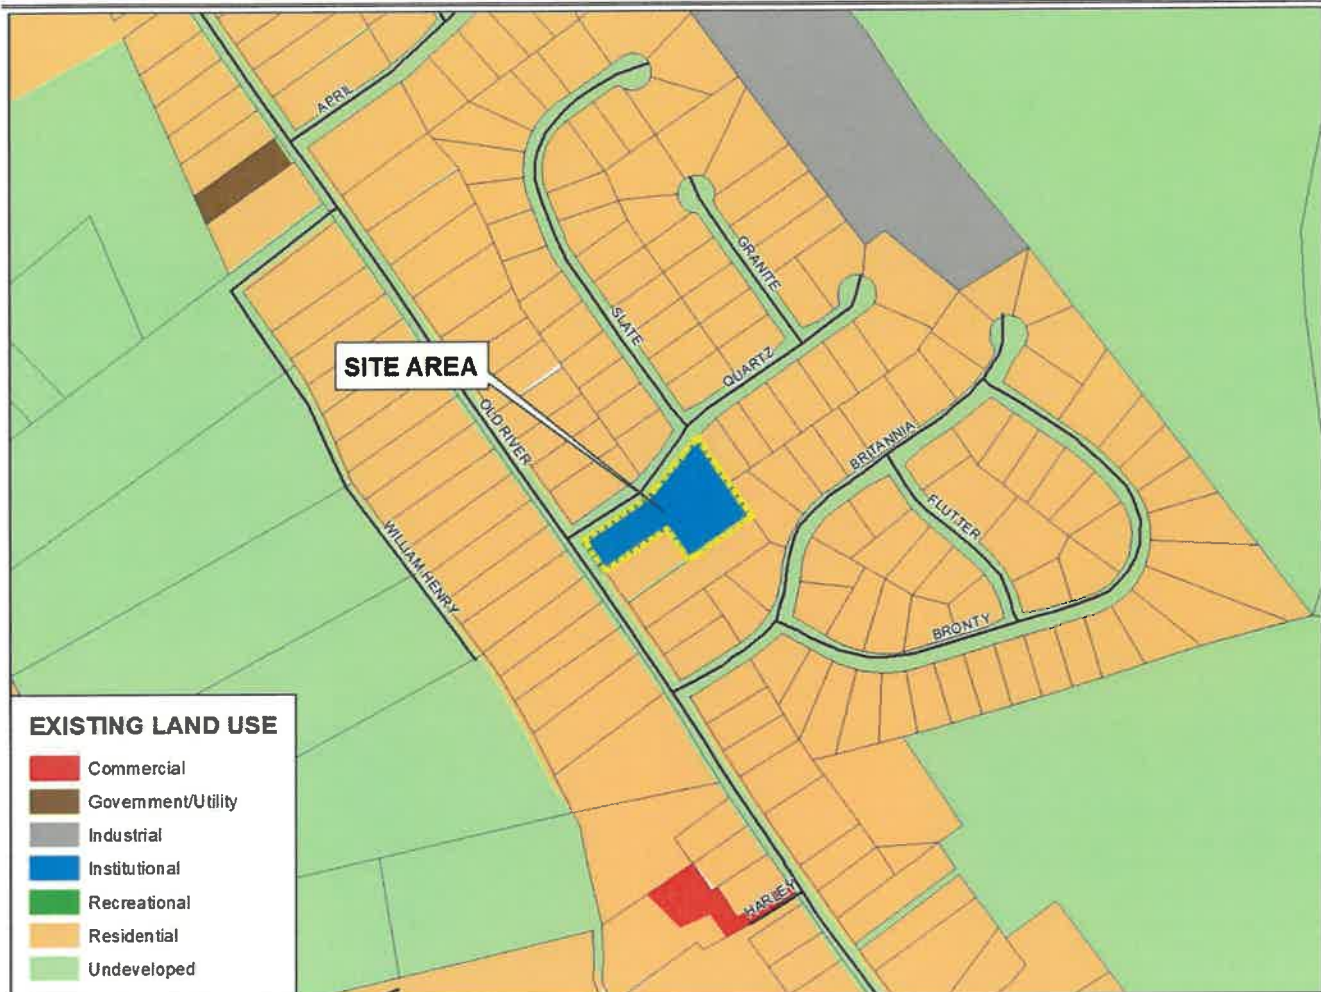 APRIL
GRANITE
SLATE
QUARTZ
SITE AREA
OLD RIVER
BRITANNIA
FLUTTER
WILLIAM HENRY
BRONTY
HARLEY
EXISTING LAND USE
Commercial
Government/Utility
Industrial
Institutional
Recreational
Residential
Undeveloped